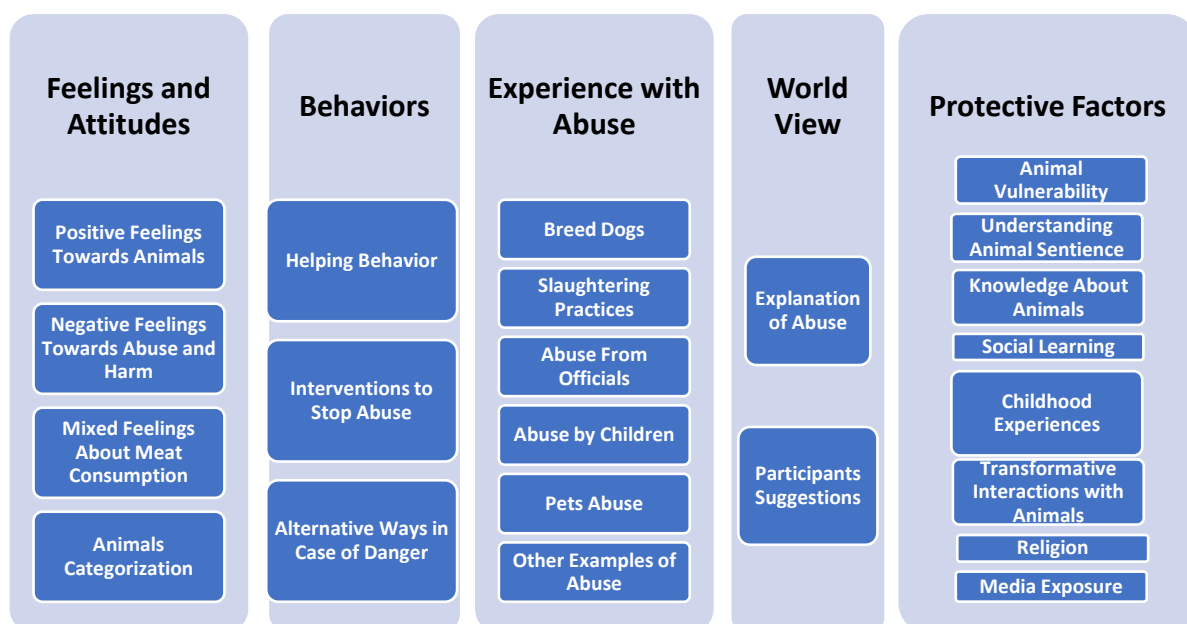 Feelings and
Attitudes
Positive Feelings
Towards Animals
Negative Feelings
Towards Abuse and
Harm
Mixed Feelings
About Meat
Consumption
Animals
Categorization
Behaviors
Helping Behavior
Interventions to
Stop Abuse
Alternative Ways in
Case of Danger
Experience with
Abuse
Breed Dogs
Slaughtering
Practices
Abuse From
Officials
Abuse by Children
Pets Abuse
Other Examples of
Abuse
World
View
Explanation
of Abuse
Participants
Suggestions
Protective Factors
Animal
Vulnerability
Understanding
Animal Sentience
Knowledge About
Animals
Social Learning
Childhood
Experiences
Transformative
Interactions with
Animals
Religion
Media Exposure